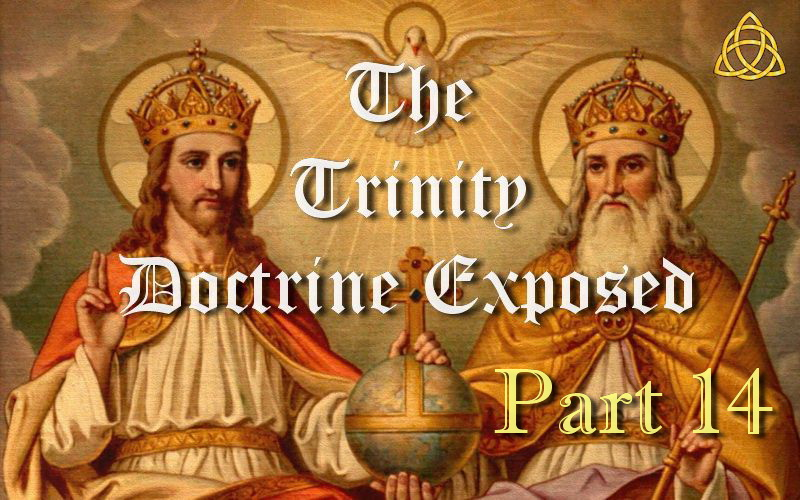 The
Trinity
Doctrine Exposed
Part 14